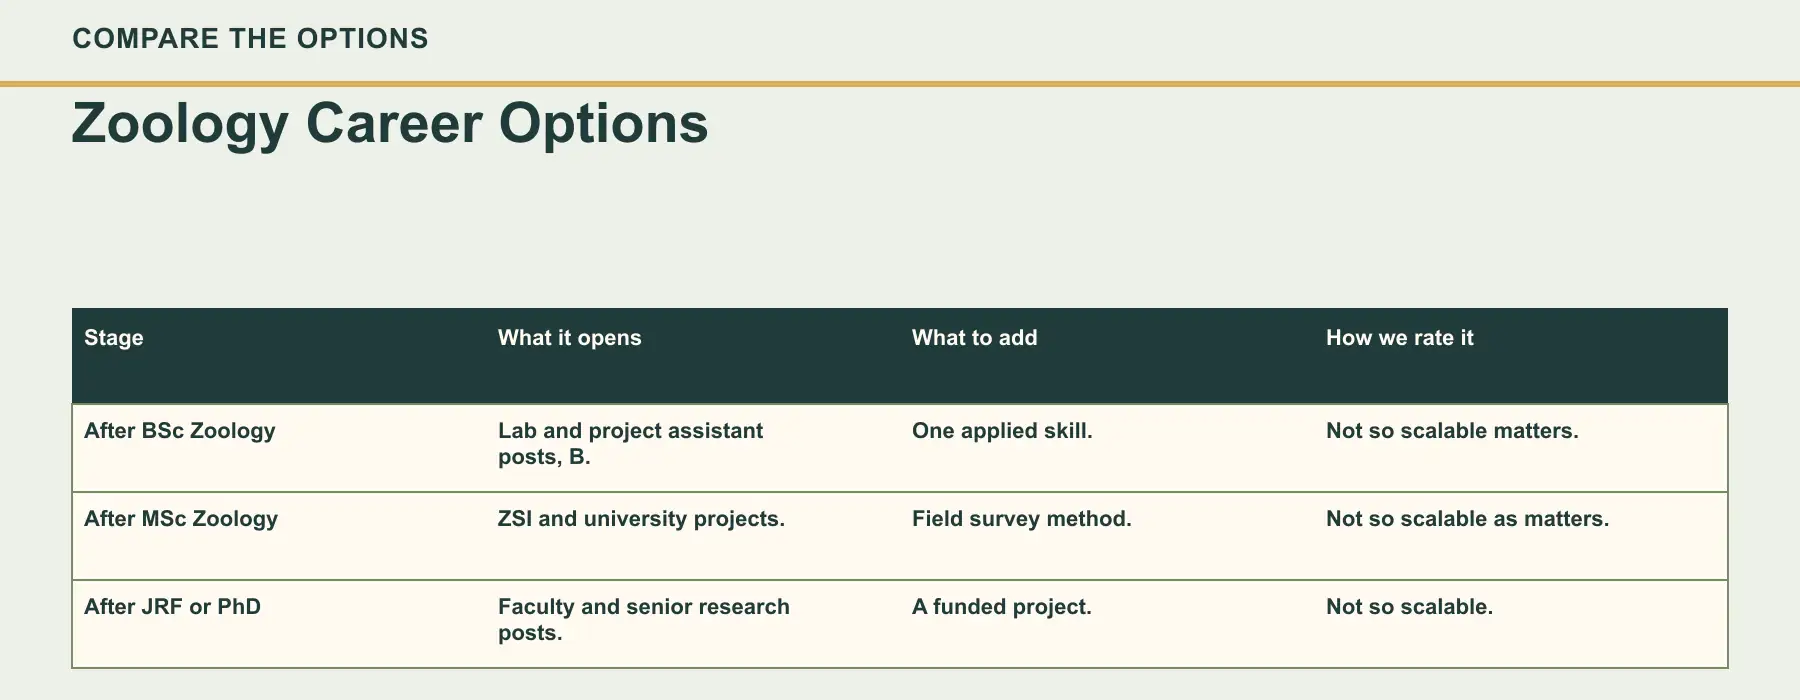 COMPARE THE OPTIONS
Zoology Career Options
Stage
What it opens
What to add
How we rate it
After BSc Zoology
Lab and project assistant
posts, B.
One applied skill.
Not so scalable matters.
After MSc Zoology
ZSI and university projects.
Field survey method.
Not so scalable as matters.
After JRF or PhD
Faculty and senior research
posts.
A funded project.
Not so scalable.